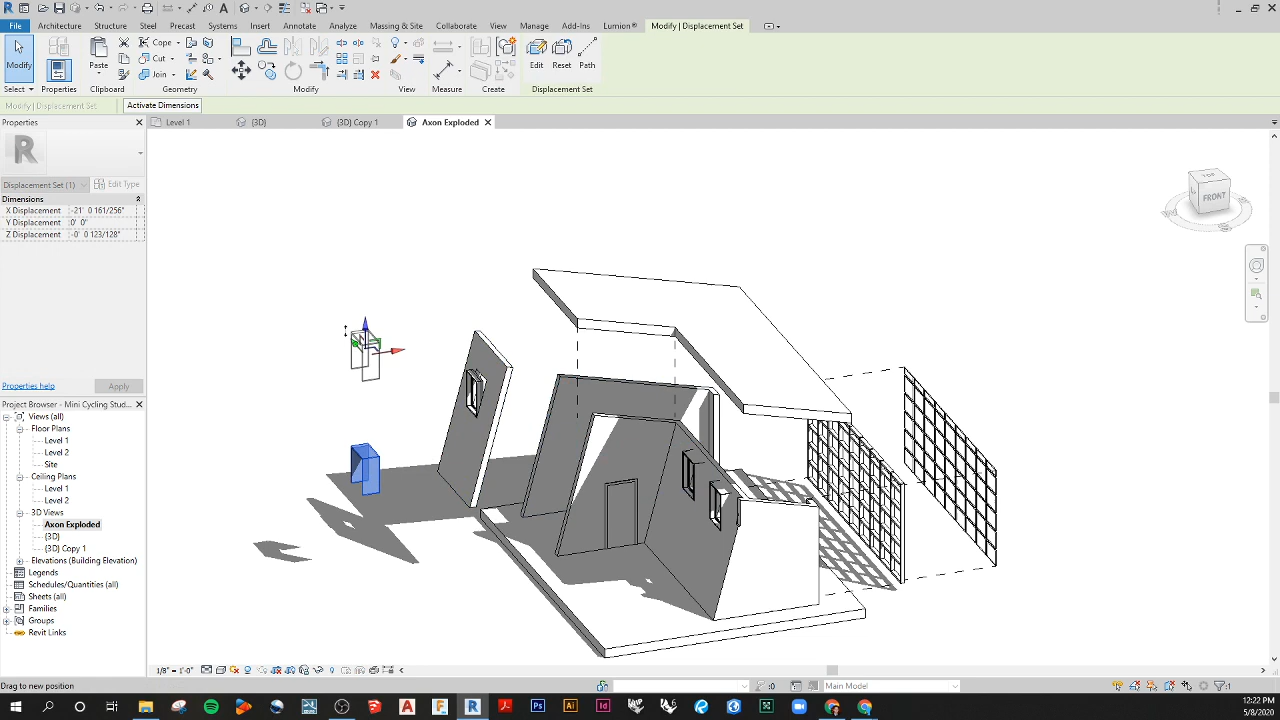 File Architecture Structure Steel Precast Systems Insert Annotate Analyze Massing & Site Collaborate View Manage Add-Ins Lumion® Modify | Displacement Set
Modify Paste Cope Cut Join Edit Reset Path
Select Properties Clipboard Geometry Modify View Measure Create Displacement Set
Modify | Displacement Set Activate Dimensions
Properties
Level 1 {3D} {3D} Copy 1 Axon Exploded
R
Displacement Set (1) Edit Type
Dimensions
X Displacement -21' 0 161/256"
Y Displacement 0' 0"
Z Displacement -0' 0 123/128"
TOP
FRONT
Properties help Apply
Project Browser - Mini Cycling Stud...
Views (all)
Floor Plans
Level 1
Level 2
Site
Ceiling Plans
Level 1
Level 2
3D Views
Axon Exploded
{3D}
{3D} Copy 1
Elevations (Building Elevation)
Legends
Schedules/Quantities (all)
Sheets (all)
Families
Groups
Revit Links
1/8" = 1'-0"
Drag to new position :0 Main Model :1
12:22 PM
5/8/2020